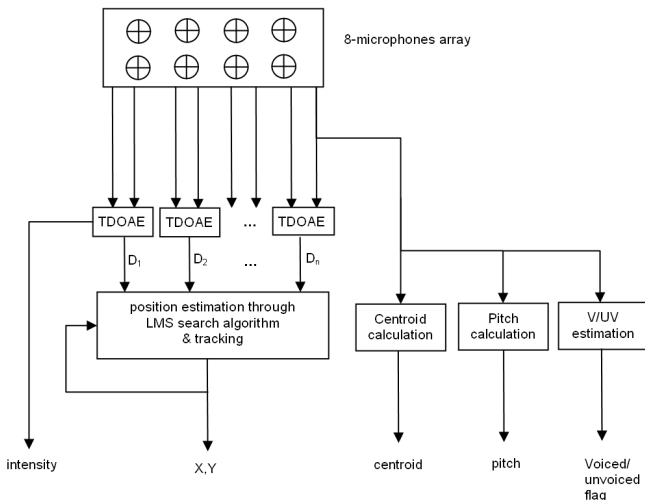 8-microphones array
TDOAE
TDOAE
...
TDOAE
D1
D2
...
Dn
position estimation through
LMS search algorithm
& tracking
Centroid
calculation
Pitch
calculation
V/UV
estimation
intensity
X,Y
centroid
pitch
Voiced/
unvoiced
flag